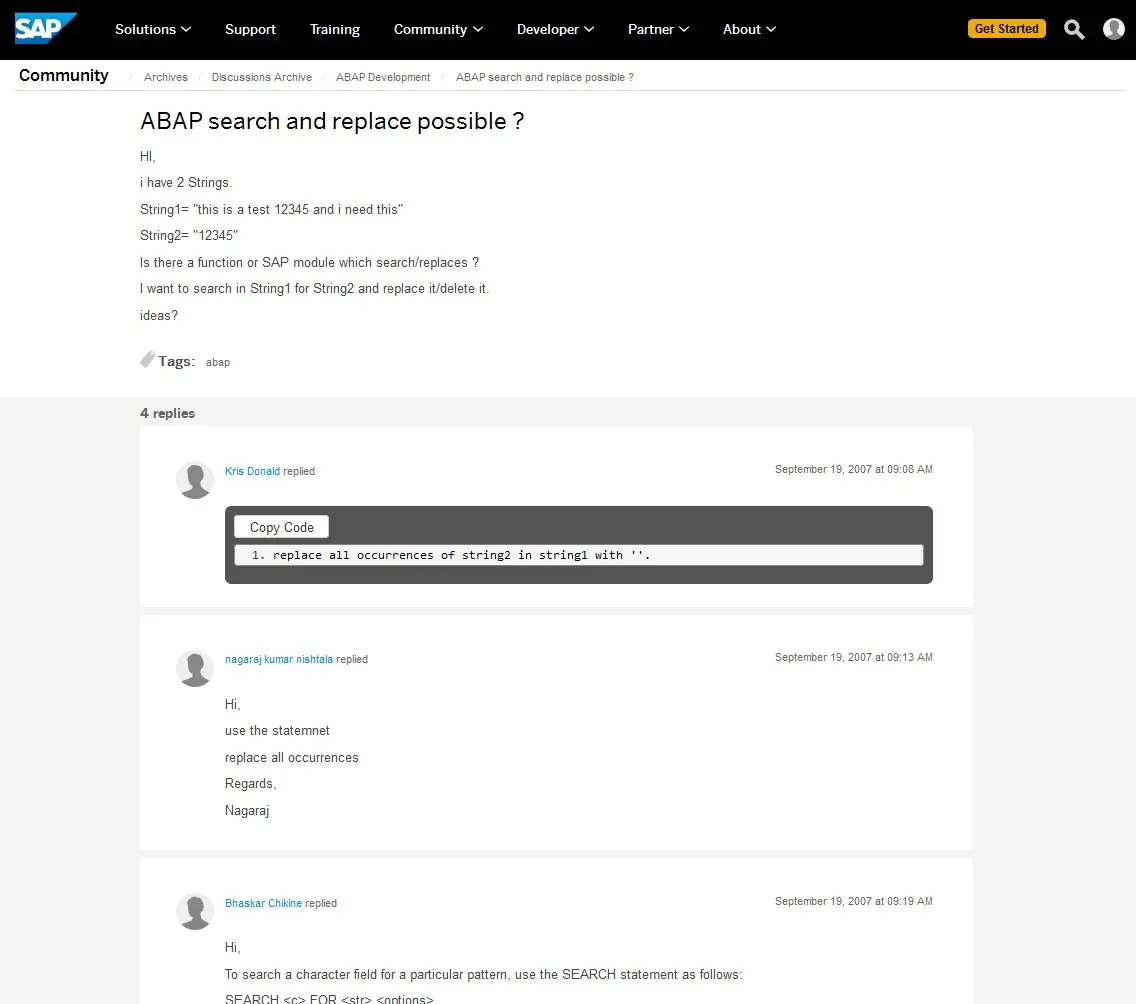 SAP
Solutions
Support
Training
Community
Developer
Partner
About
Get Started
Community / Archives / Discussions Archive / ABAP Development / ABAP search and replace possible ?
ABAP search and replace possible ?
HI,
i have 2 Strings.
String1= "this is a test 12345 and i need this"
String2= "12345"
Is there a function or SAP module which search/replaces ?
I want to search in String1 for String2 and replace it/delete it.
ideas?
Tags: abap
4 replies
Kris Donald replied
September 19, 2007 at 09:08 AM
Copy Code
1. replace all occurrences of string2 in string1 with ''.
nagaraj kumar nishtala replied
September 19, 2007 at 09:13 AM
Hi,
use the statemnet
replace all occurrences
Regards,
Nagaraj
Bhaskar Chikine replied
September 19, 2007 at 09:19 AM
Hi,
To search a character field for a particular pattern, use the SEARCH statement as follows:
SEARCH <c> FOR <str> <options>